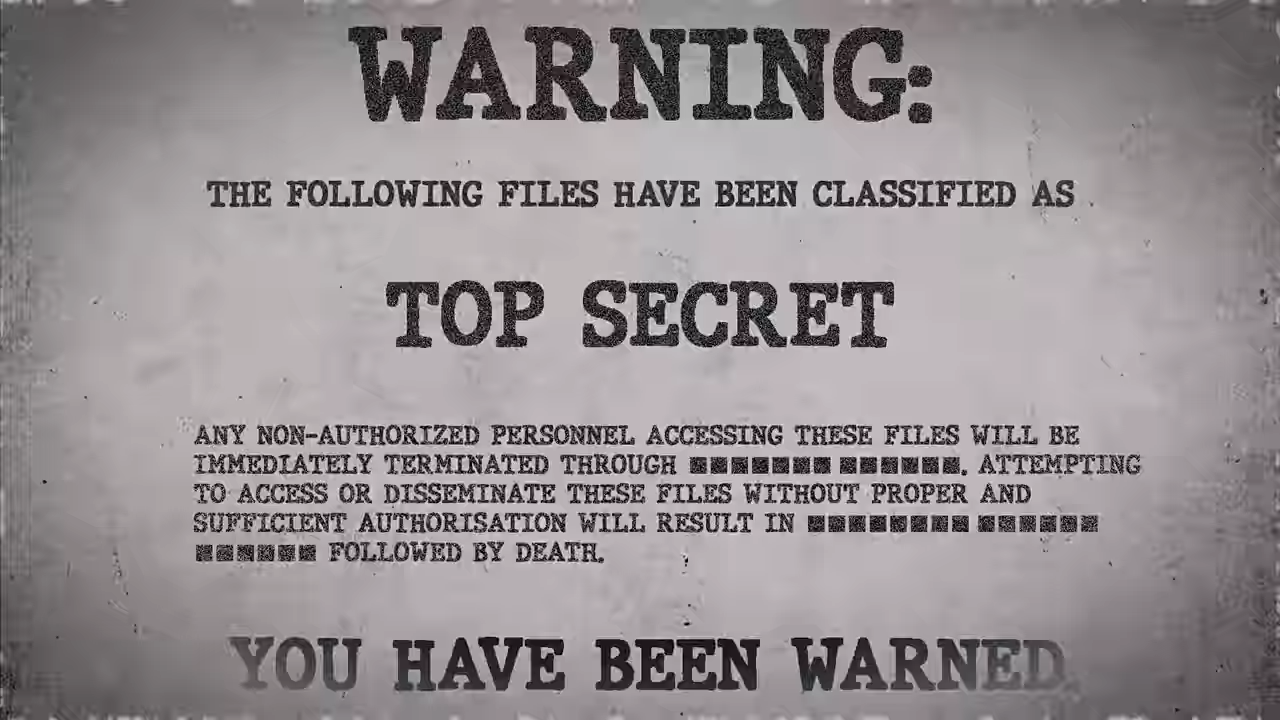 WARNING:
THE FOLLOWING FILES HAVE BEEN CLASSIFIED AS
TOP SECRET
ANY NON-AUTHORIZED PERSONNEL ACCESSING THESE FILES WILL BE
IMMEDIATELY TERMINATED THROUGH ■■■■■■■ ■■■■■■. ATTEMPTING
TO ACCESS OR DISSEMINATE THESE FILES WITHOUT PROPER AND
SUFFICIENT AUTHORISATION WILL RESULT IN ■■■■■■■■ ■■■■■■
■■■■■■ FOLLOWED BY DEATH.
YOU HAVE BEEN WARNED.